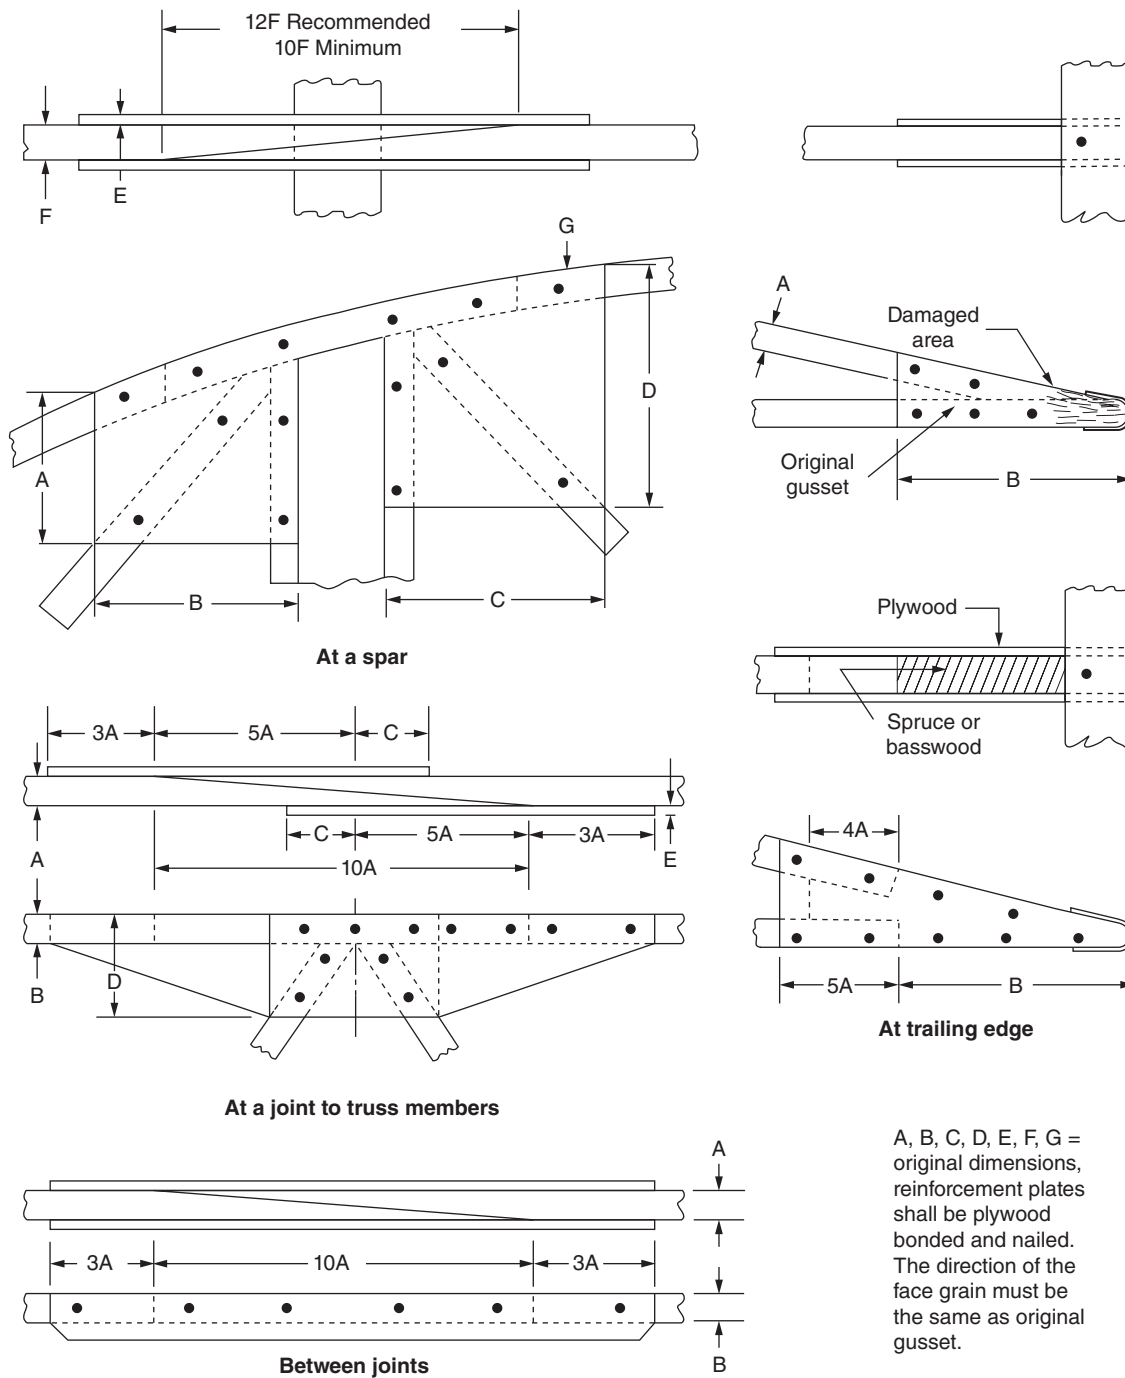 12F Recommended
10F Minimum
E
F
G
A
D
B
C
At a spar
A
Damaged
area
Original
gusset
B
Plywood
Spruce or
basswood
4A
5A
B
At trailing edge
3A
5A
C
C
5A
3A
E
A
10A
B
D
At a joint to truss members
A
3A
10A
3A
B
Between joints
A, B, C, D, E, F, G =
original dimensions,
reinforcement plates
shall be plywood
bonded and nailed.
The direction of the
face grain must be
the same as original
gusset.